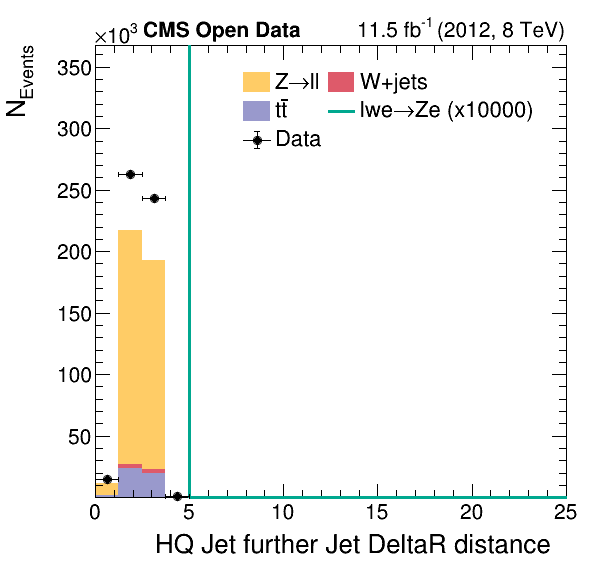 ×10³ CMS Open Data 11.5 fb⁻¹ (2012, 8 TeV)
N_Events
350
300
250
200
150
100
50
Z→ll W+jets
tt̄ lwe→Ze (x10000)
Data
0 5 10 15 20 25
HQ Jet further Jet DeltaR distance